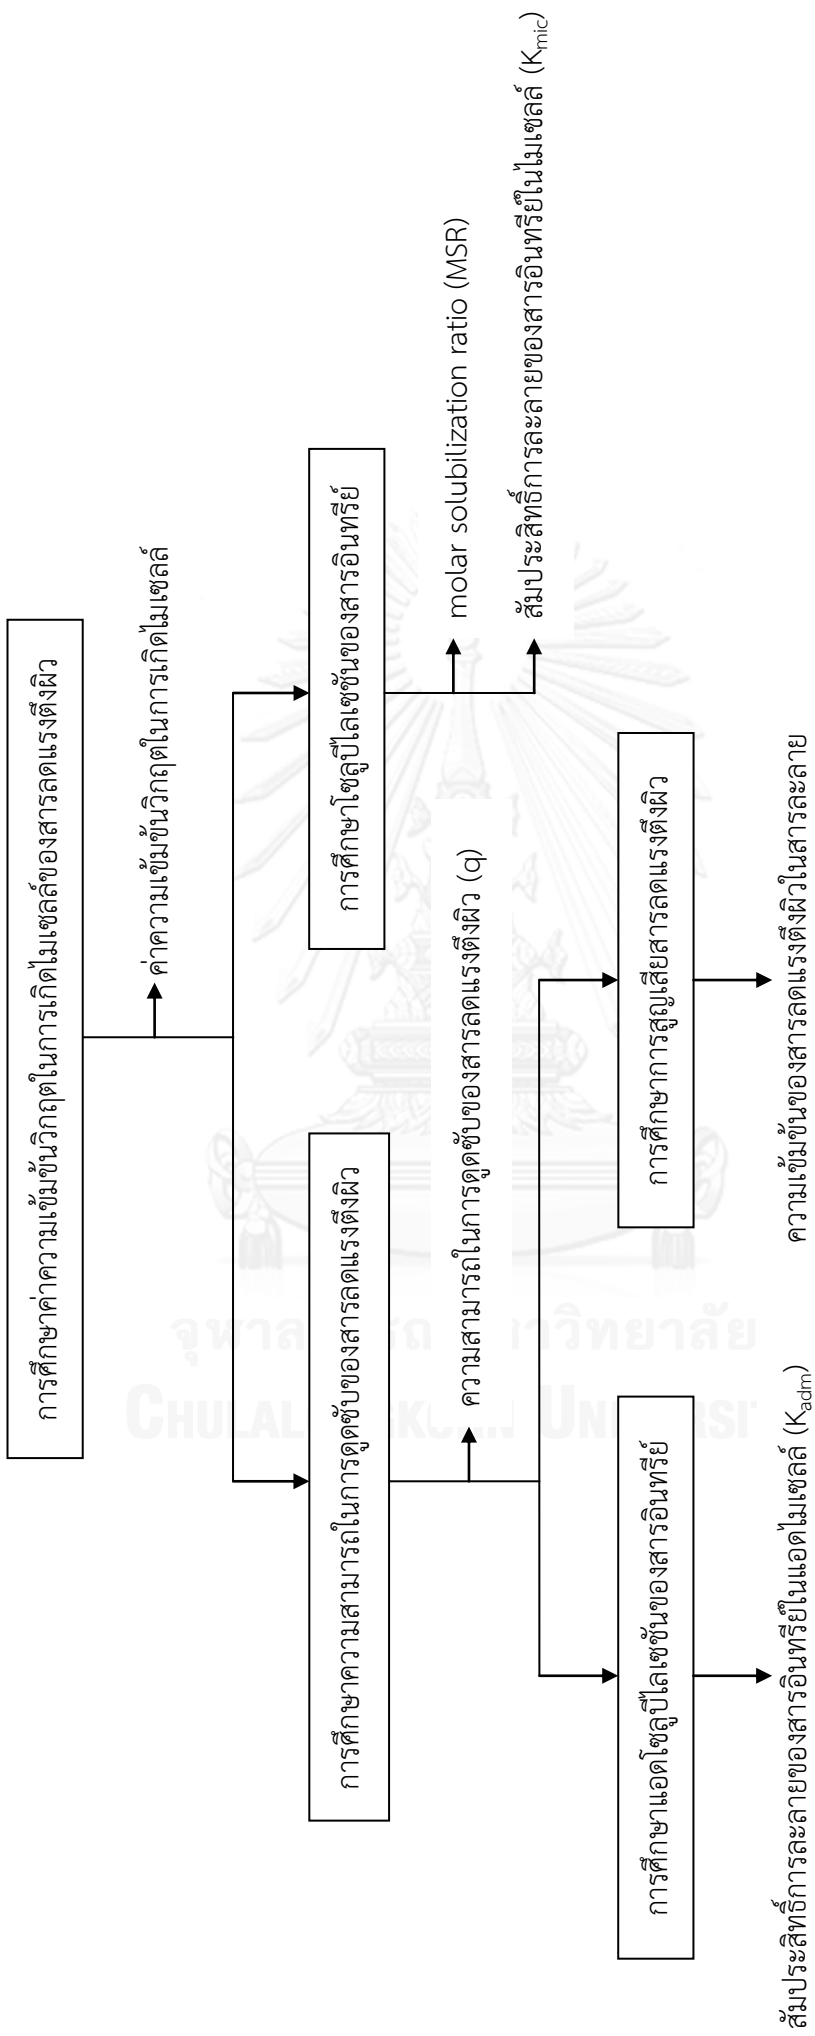 การศึกษาค่าความเข้มข้นวิกฤตในการเกิดไมเซลล์ของสารลดแรงตึงผิว
ค่าความเข้มข้นวิกฤตในการเกิดไมเซลล์
การศึกษาความสามารถในการดูดซับของสารลดแรงตึงผิว
การศึกษาโซลูบิไลเซชันของสารอินทรีย์
ความสามารถในการดูดซับของสารลดแรงตึงผิว (q)
molar solubilization ratio (MSR)
สัมประสิทธิ์การละลายของสารอินทรีย์ในไมเซลล์ (Kmic)
การศึกษาแอดโซลูบิไลเซชันของสารอินทรีย์
การศึกษาการสูญเสียสารลดแรงตึงผิว
สัมประสิทธิ์การละลายของสารอินทรีย์ในแอดไมเซลล์ (Kadm)
ความเข้มข้นของสารลดแรงตึงผิวในสารละลาย